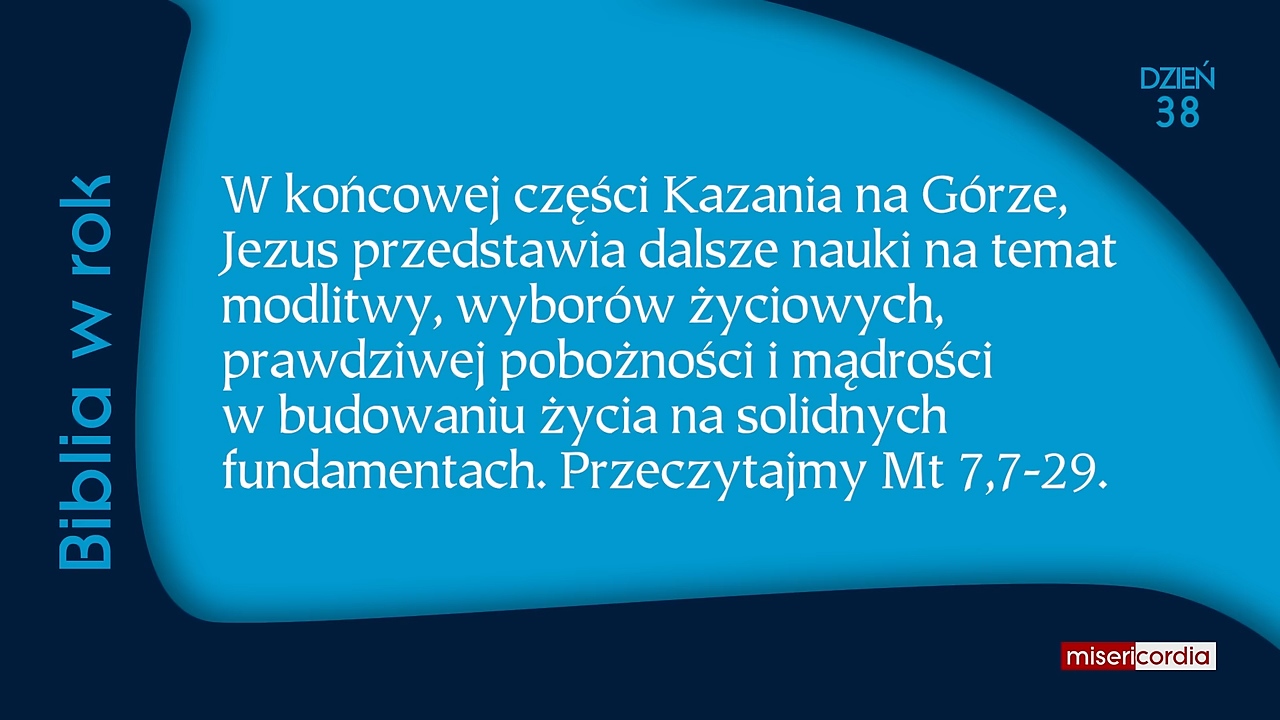 Biblia w rok
DZIEŃ
38
W końcowej części Kazania na Górze,
Jezus przedstawia dalsze nauki na temat
modlitwy, wyborów życiowych,
prawdziwej pobożności i mądrości
w budowaniu życia na solidnych
fundamentach. Przeczytajmy Mt 7,7-29.
misericordia